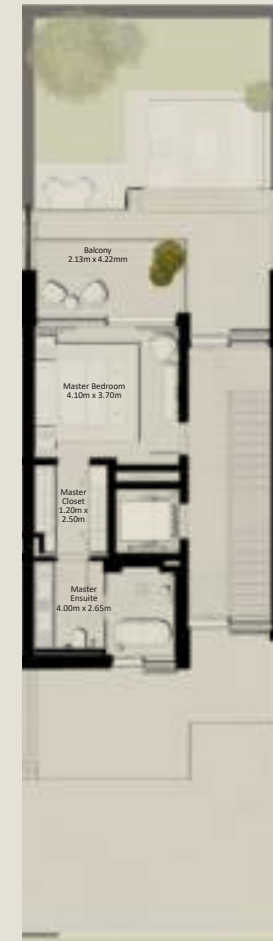 Balcony
2.13m x 4.22mm
Master Bedroom
4.10m x 3.70m
Master
Closet
1.20m x
2.50m
Master
Ensuite
4.00m x 2.65m